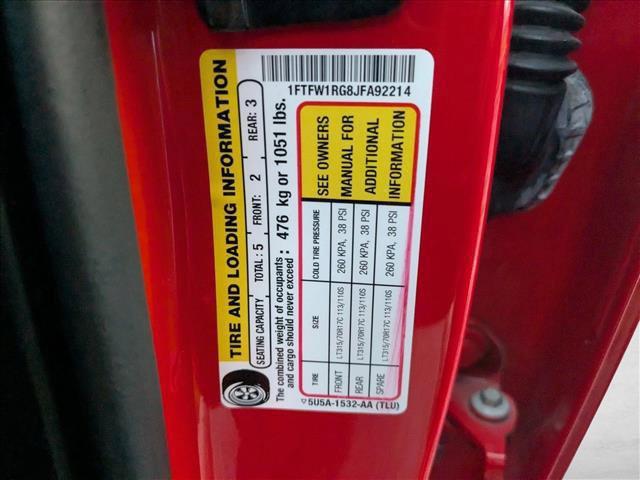 TIRE AND LOADING INFORMATION
SEATING CAPACITY TOTAL: 5 FRONT: 2 REAR: 3
The combined weight of occupants and cargo should never exceed: 476 kg or 1051 lbs.
TIRE SIZE COLD TIRE PRESSURE
FRONT LT315/70R17C 113/110S 260 KPA, 38 PSI
REAR LT315/70R17C 113/110S 260 KPA, 38 PSI
SPARE LT315/70R17C 113/110S 260 KPA, 38 PSI
SEE OWNERS
MANUAL FOR
ADDITIONAL
INFORMATION
5U5A-1532-AA (TLU)
1FTFW1RG8JFA92214